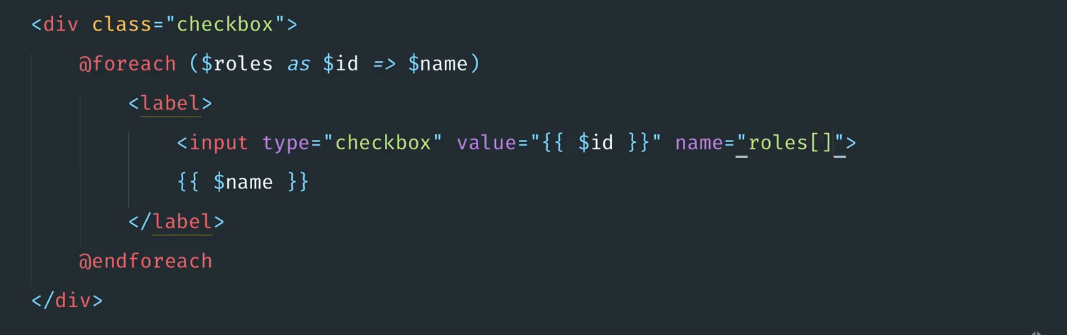 <div class="checkbox">
@foreach ($roles as $id => $name)
<label>
<input type="checkbox" value="{{ $id }}" name="roles[]">
{{ $name }}
</label>
@endforeach
</div>